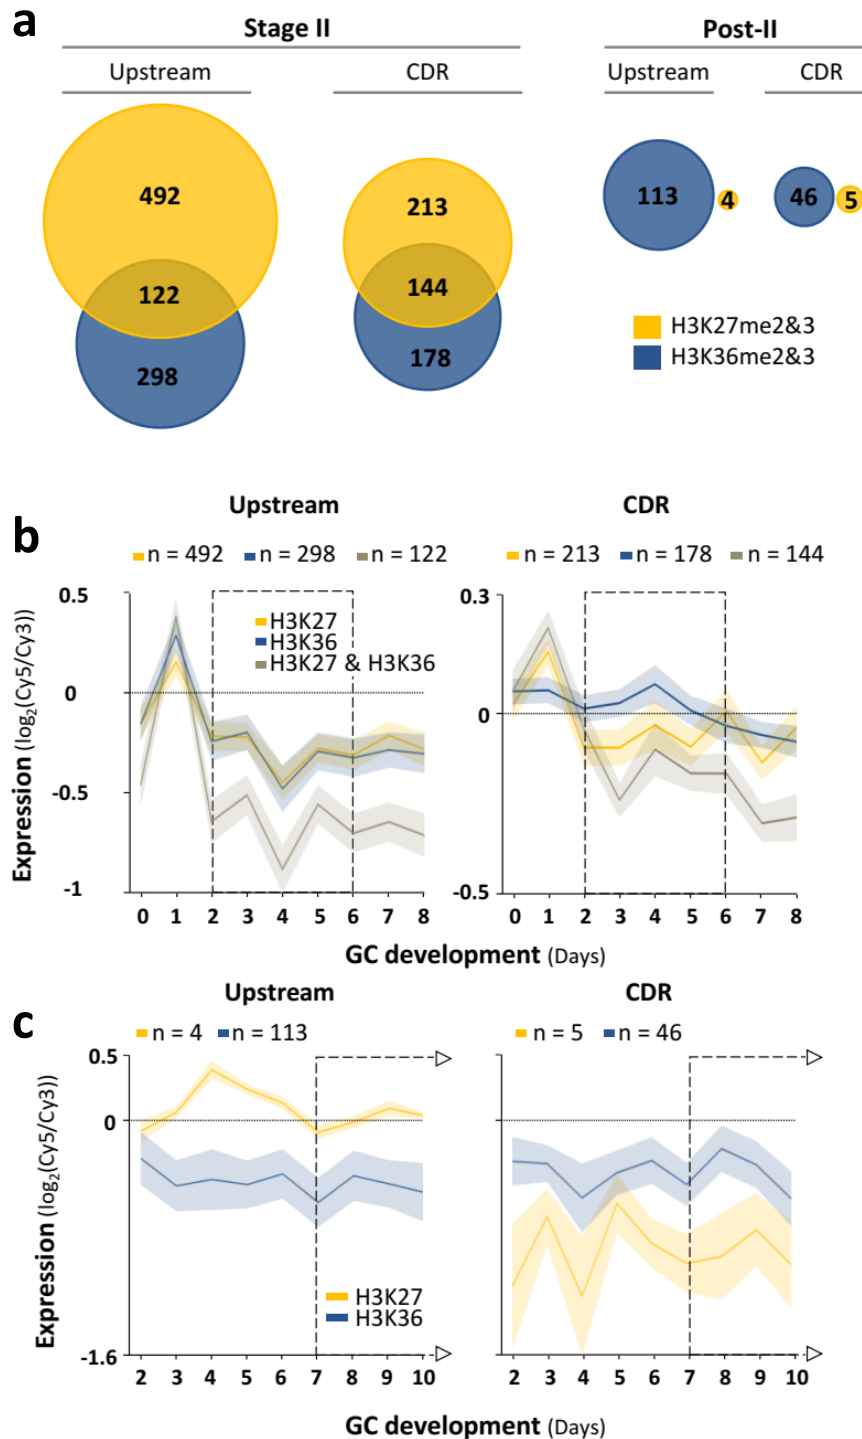 a
Stage II
Post-II
Upstream
CDR
Upstream
CDR
492
122
298
213
144
178
113
4
46
5
H3K27me2&3
H3K36me2&3
b
Upstream
CDR
n = 492
n = 298
n = 122
n = 213
n = 178
n = 144
Expression (log₂(Cy5/Cy3))
0.5
0
-0.5
-1
H3K27
H3K36
H3K27 & H3K36
0.3
0
-0.5
0 1 2 3 4 5 6 7 8
0 1 2 3 4 5 6 7 8
GC development (Days)
c
Upstream
CDR
n = 4
n = 113
n = 5
n = 46
Expression (log₂(Cy5/Cy3))
0.5
0
-1.6
H3K27
H3K36
2 3 4 5 6 7 8 9 10
2 3 4 5 6 7 8 9 10
GC development (Days)